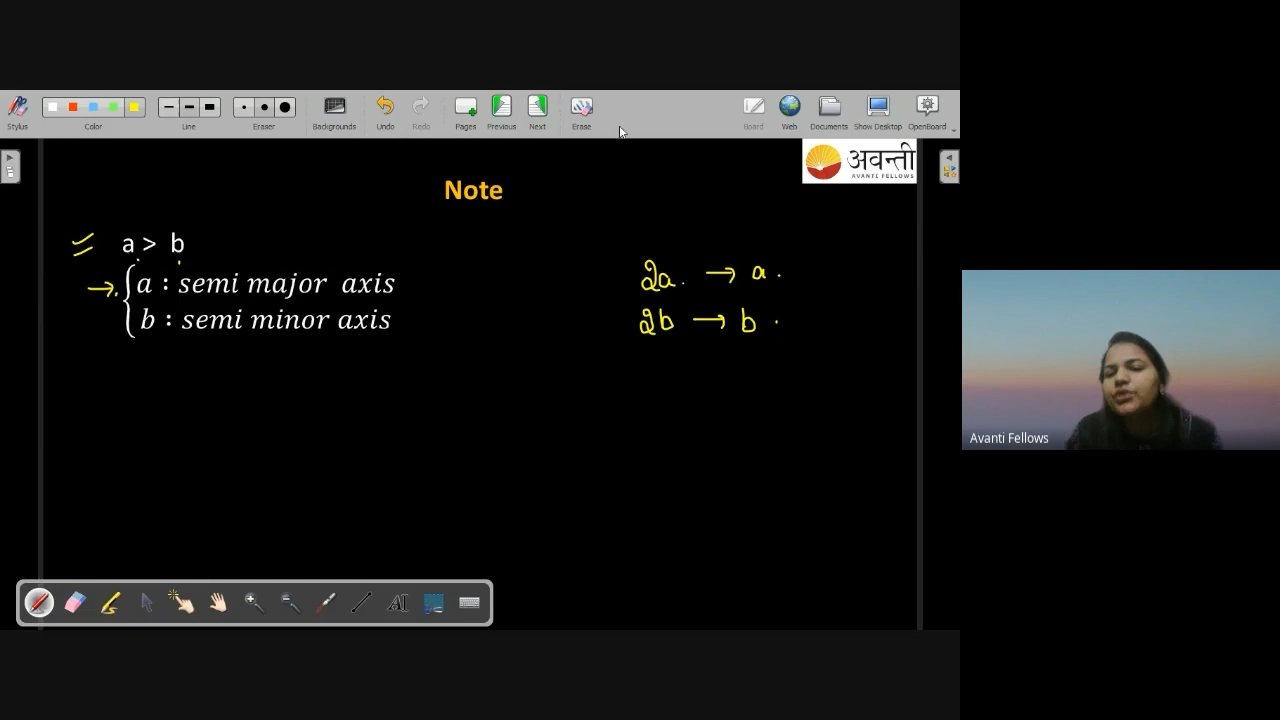 Stylus
Color
Line
Eraser
Backgrounds
Undo
Redo
Pages
Previous
Next
Erase
Board
Web
Documents
Show Desktop
OpenBoard
अवन्ती
AVANTI FELLOWS
Note
a > b
a : semi major axis
b : semi minor axis
2a. → a.
2b → b .
AI
Avanti Fellows